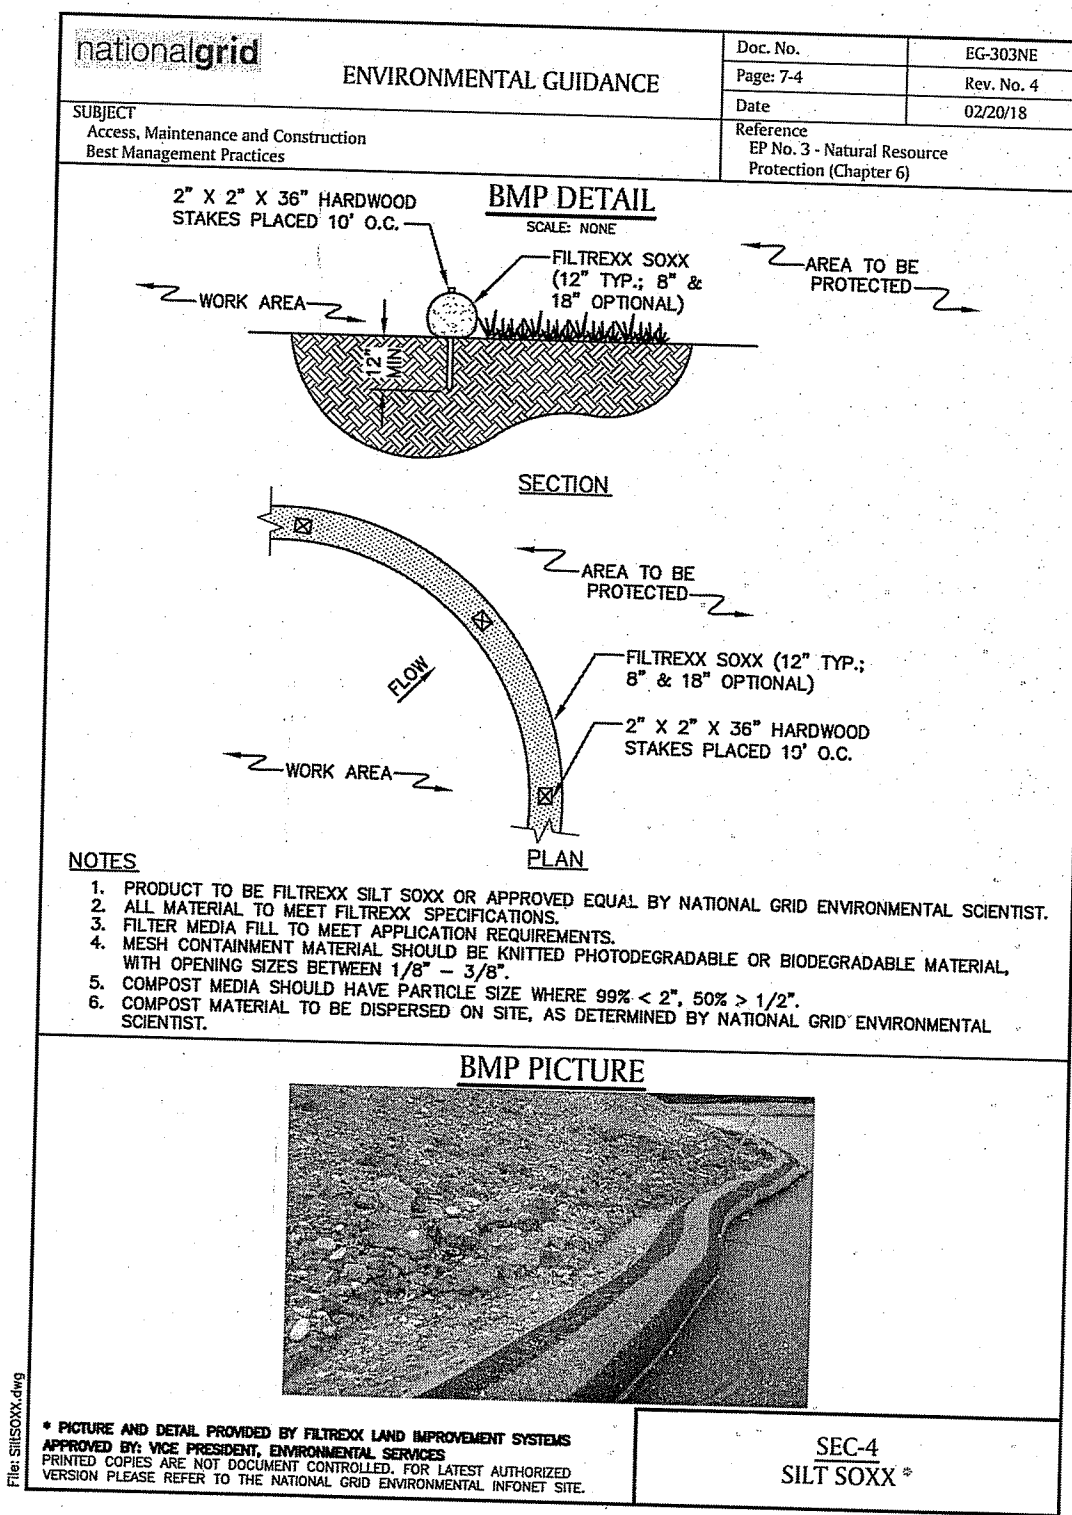 nationalgrid
ENVIRONMENTAL GUIDANCE
Doc. No.
EG-303NE
Page: 7-4
Rev. No. 4
Date
02/20/18
SUBJECT
Access, Maintenance and Construction
Best Management Practices
Reference
EP No. 3 - Natural Resource
Protection (Chapter 6)
BMP DETAIL
SCALE: NONE
2" X 2" X 36" HARDWOOD
STAKES PLACED 10' O.C.
FILTREXX SOXX
(12" TYP.; 8" &
18" OPTIONAL)
AREA TO BE
PROTECTED
WORK AREA
12"
MIN.
SECTION
AREA TO BE
PROTECTED
FLOW
FILTREXX SOXX (12" TYP.;
8" & 18" OPTIONAL)
2" X 2" X 36" HARDWOOD
STAKES PLACED 10' O.C.
WORK AREA
PLAN
NOTES
1. PRODUCT TO BE FILTREXX SILT SOXX OR APPROVED EQUAL BY NATIONAL GRID ENVIRONMENTAL SCIENTIST.
2. ALL MATERIAL TO MEET FILTREXX SPECIFICATIONS.
3. FILTER MEDIA FILL TO MEET APPLICATION REQUIREMENTS.
4. MESH CONTAINMENT MATERIAL SHOULD BE KNITTED PHOTODEGRADABLE OR BIODEGRADABLE MATERIAL,
WITH OPENING SIZES BETWEEN 1/8" – 3/8".
5. COMPOST MEDIA SHOULD HAVE PARTICLE SIZE WHERE 99% < 2", 50% > 1/2".
6. COMPOST MATERIAL TO BE DISPERSED ON SITE, AS DETERMINED BY NATIONAL GRID ENVIRONMENTAL
SCIENTIST.
BMP PICTURE
File: SiltSOXX.dwg
* PICTURE AND DETAIL PROVIDED BY FILTREXX LAND IMPROVEMENT SYSTEMS
APPROVED BY: VICE PRESIDENT, ENVIRONMENTAL SERVICES
PRINTED COPIES ARE NOT DOCUMENT CONTROLLED. FOR LATEST AUTHORIZED
VERSION PLEASE REFER TO THE NATIONAL GRID ENVIRONMENTAL INFONET SITE.
SEC-4
SILT SOXX *